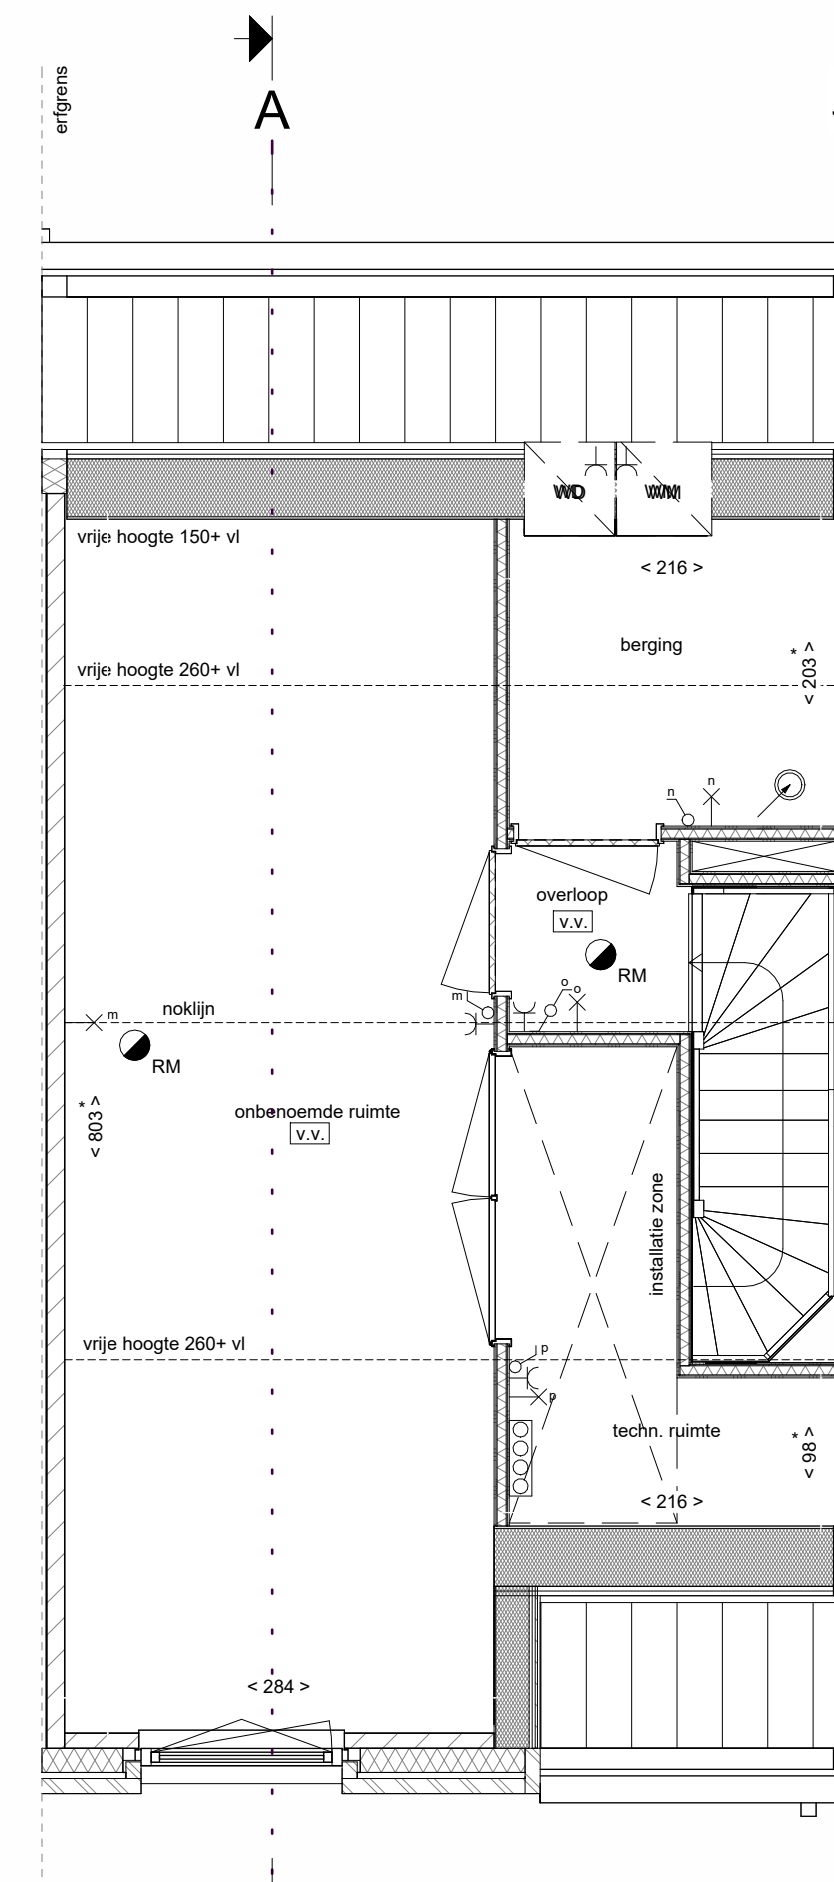 erfgrens
A
WD
WM
vrije hoogte 150+ vl
< 216 >
berging
vrije hoogte 260+ vl
< 203 >
*
n
n
overloop
v.v.
RM
m
o
o
noklijn
m
RM
< 803 >
*
onbenoemde ruimte
v.v.
installatie zone
vrije hoogte 260+ vl
p
p
techn. ruimte
< 98 >
*
< 216 >
< 284 >